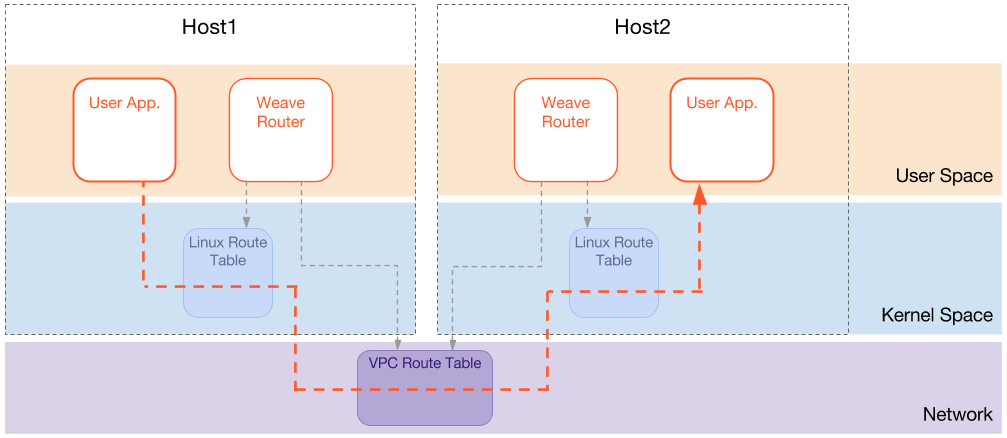 Host1
Host2
User App.
Weave
Router
Weave
Router
User App.
User Space
Linux Route
Table
Linux Route
Table
Kernel Space
VPC Route Table
Network